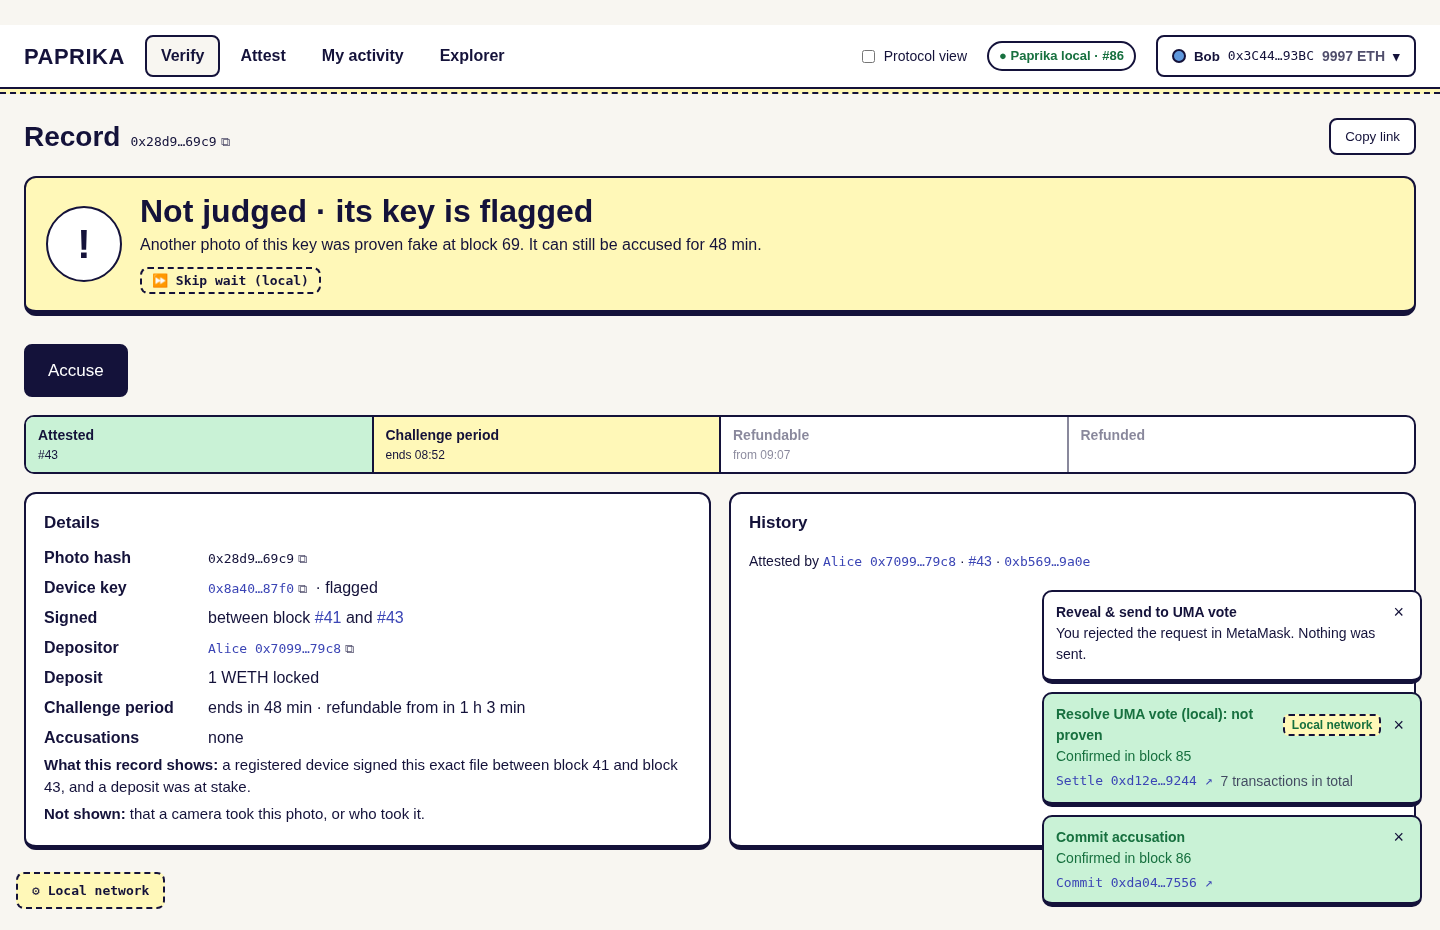 PAPRIKA Verify Attest My activity Explorer Protocol view ● Paprika local · #86 Bob 0x3C44…93BC 9997 ETH ▾
Record 0x28d9…69c9 ⧉ Copy link
! Not judged · its key is flagged
Another photo of this key was proven fake at block 69. It can still be accused for 48 min.
⏩ Skip wait (local)
Accuse
Attested
#43
Challenge period
ends 08:52
Refundable
from 09:07
Refunded
Details
Photo hash 0x28d9…69c9 ⧉
Device key 0x8a40…87f0 ⧉ · flagged
Signed between block #41 and #43
Depositor Alice 0x7099…79c8 ⧉
Deposit 1 WETH locked
Challenge period ends in 48 min · refundable from in 1 h 3 min
Accusations none
What this record shows: a registered device signed this exact file between block 41 and block
43, and a deposit was at stake.
Not shown: that a camera took this photo, or who took it.
History
Attested by Alice 0x7099…79c8 · #43 · 0xb569…9a0e
Reveal & send to UMA vote ×
You rejected the request in MetaMask. Nothing was
sent.
Resolve UMA vote (local): not
proven
Local network ×
Confirmed in block 85
Settle 0xd12e…9244 ↗ 7 transactions in total
Commit accusation ×
Confirmed in block 86
Commit 0xda04…7556 ↗
⚙ Local network